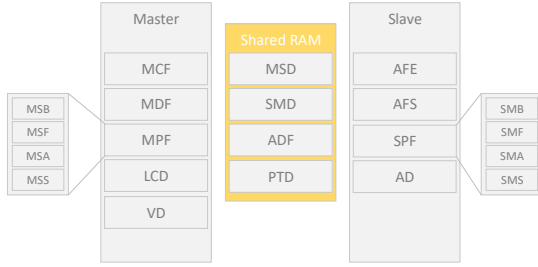 Master
Shared RAM
Slave
MCF
MDF
MPF
LCD
VD
MSD
SMD
ADF
PTD
AFE
AFS
SPF
AD
MSB
MSF
MSA
MSS
SMB
SMF
SMA
SMS